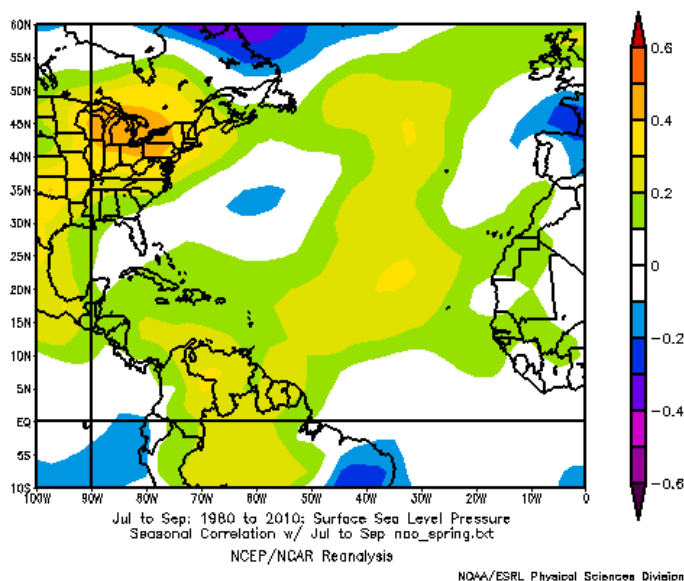 60N
55N
50N
45N
40N
35N
30N
25N
20N
15N
10N
5N
EQ
5S
10S
100W 90W 80W 70W 60W 50W 40W 30W 20W 10W 0
0.6
0.4
0.2
0
-0.2
-0.4
-0.6
Jul to Sep: 1980 to 2010: Surface Sea Level Pressure
Seasonal Correlation w/ Jul to Sep nao_spring.txt
NCEP/NCAR Reanalysis
NOAA/ESRL Physical Sciences Division